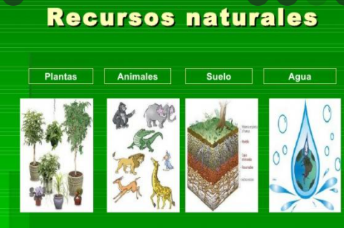 Recursos naturales
Plantas
Animales
Suelo
Agua